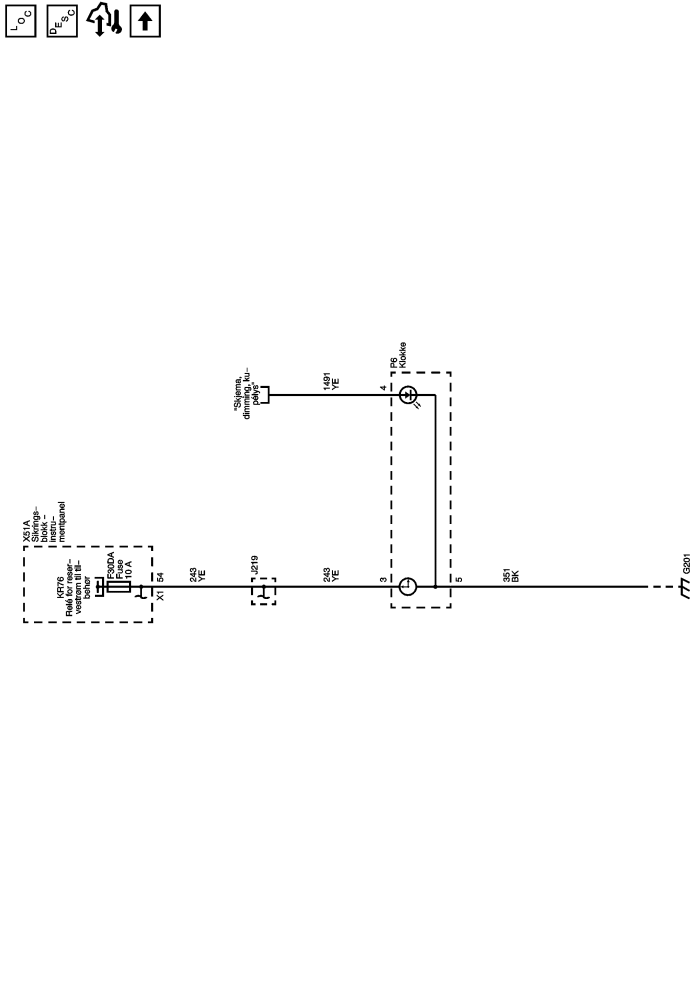 LOC
DESC
P6
Klokke
"Skjema,
dimming, ku-
pélys"
1491
YE
4
X51A
Sikrings-
blokk -
instru-
mentpanel
KR76
Relé for reser-
vestrøm til til-
behør
F30DA
Fuse
10 A
54
X1
243
YE
J219
243
YE
3
5
351
BK
G201